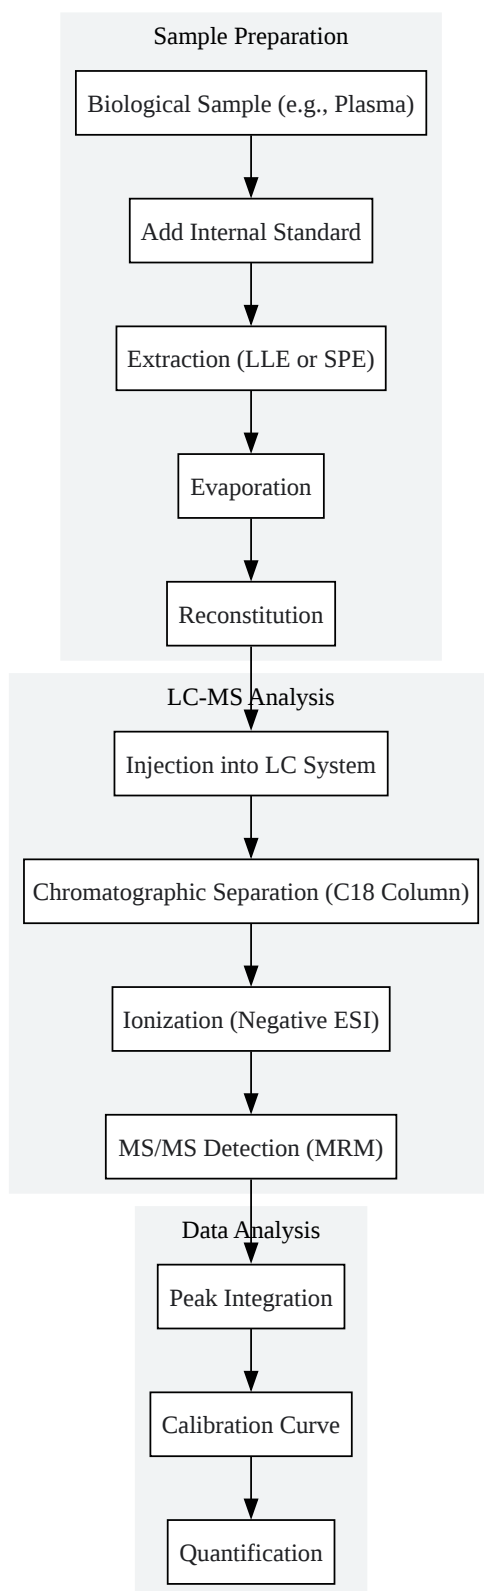 Sample Preparation
Biological Sample (e.g., Plasma)
Add Internal Standard
Extraction (LLE or SPE)
Evaporation
Reconstitution
LC-MS Analysis
Injection into LC System
Chromatographic Separation (C18 Column)
Ionization (Negative ESI)
MS/MS Detection (MRM)
Data Analysis
Peak Integration
Calibration Curve
Quantification